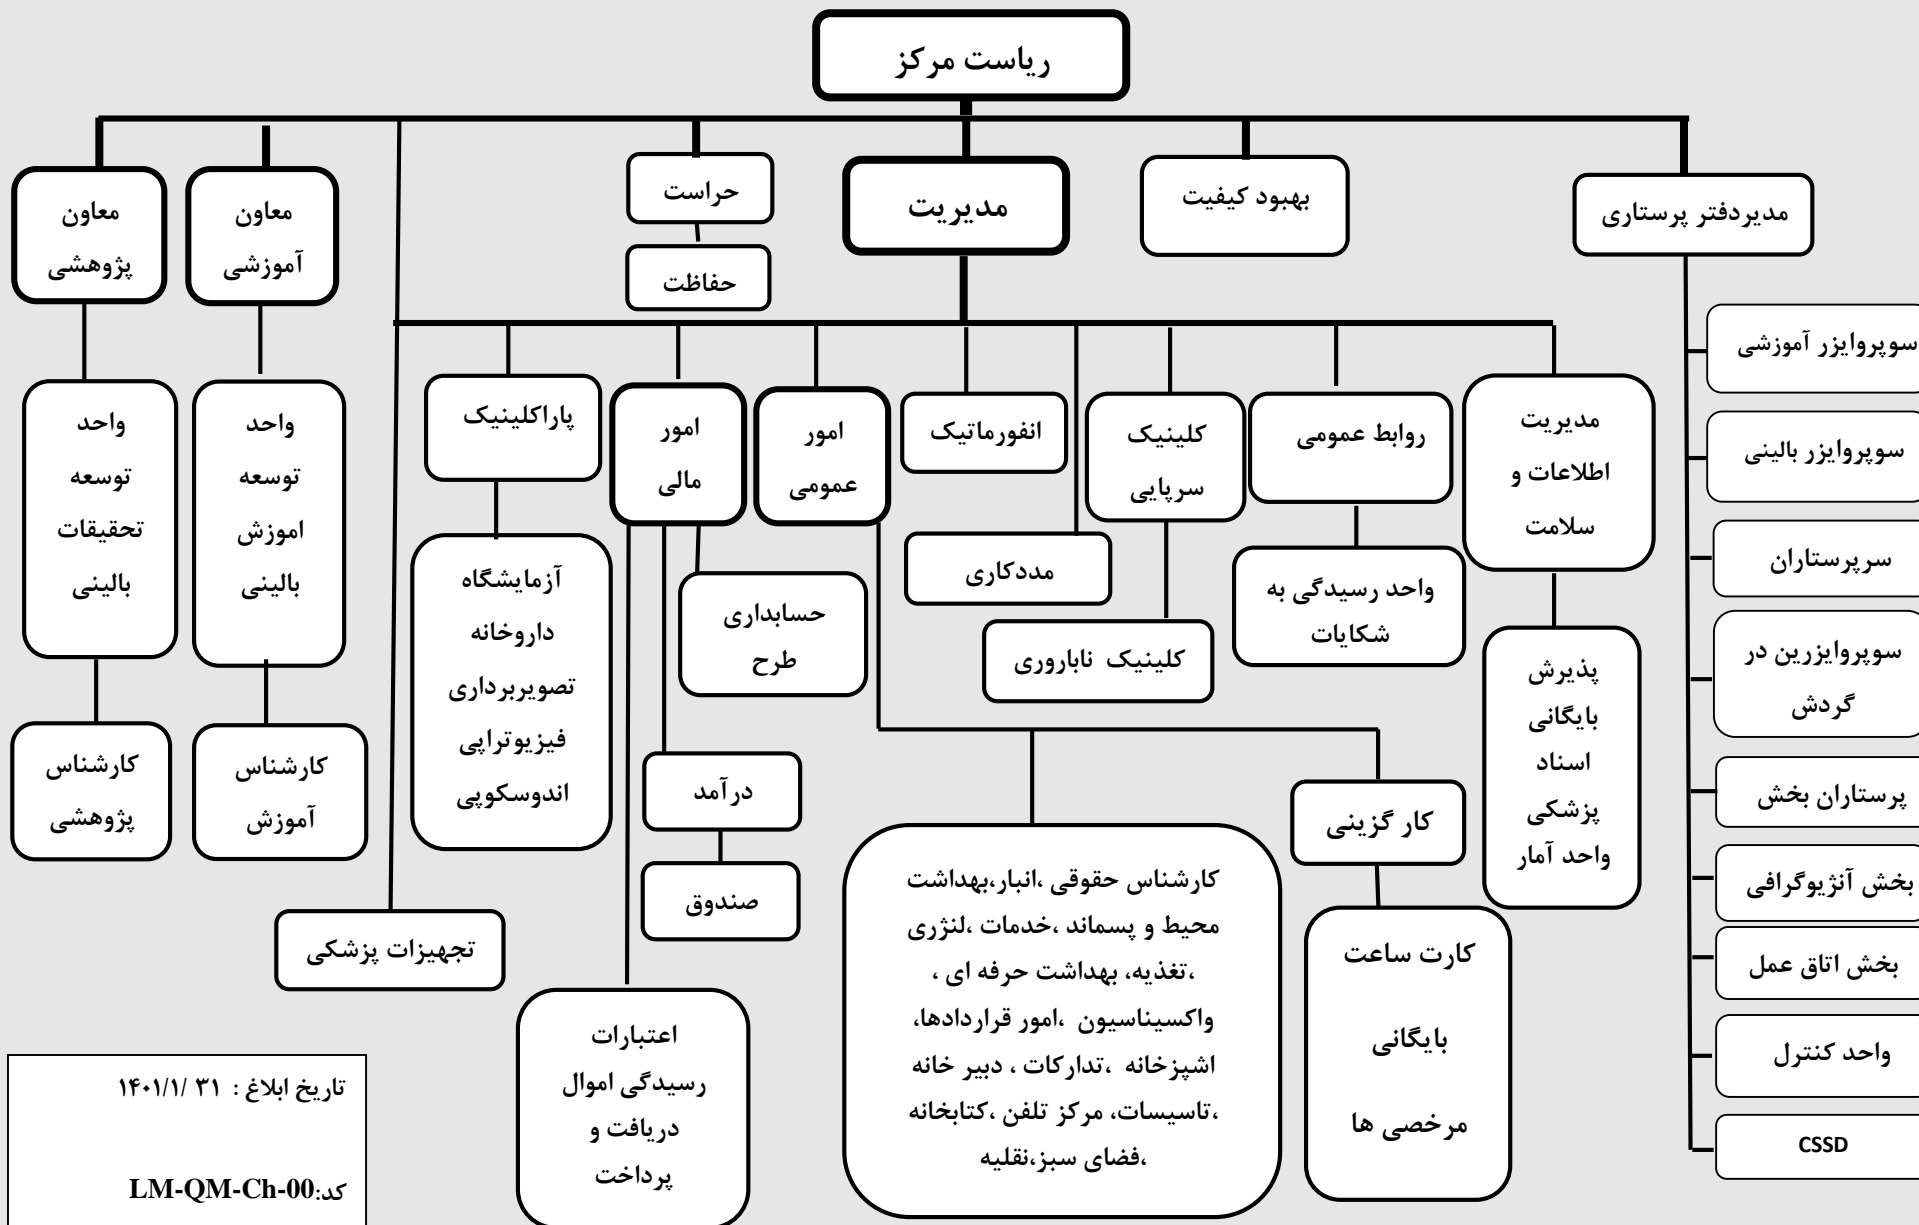 ریاست مرکز
مدیردفتر پرستاری
بهبود کیفیت
مدیریت
حراست
حفاظت
معاون
آموزشی
معاون
پژوهشی
سوپروایزر آموزشی
سوپروایزر بالینی
سرپرستاران
سوپروایزرین در
گردش
پرستاران بخش
بخش آنژیوگرافی
بخش اتاق عمل
واحد کنترل
CSSD
مدیریت
اطلاعات و
سلامت
پذیرش
بایگانی
اسناد
پزشکی
واحد آمار
روابط عمومی
واحد رسیدگی به
شکایات
کلینیک
سرپایی
کلینیک ناباروری
انفورماتیک
مددکاری
امور
عمومی
کار گزینی
کارت ساعت
بایگانی
مرخصی ها
کارشناس حقوقی ،انبار،بهداشت
محیط و پسماند ،خدمات ،لنژری
،تغذیه، بهداشت حرفه ای ،
واکسیناسیون ،امور قراردادها،
اشپزخانه ،تدارکات ، دبیر خانه
،تاسیسات، مرکز تلفن ،کتابخانه
،فضای سبز،نقلیه
امور
مالی
حسابداری
طرح
درآمد
صندوق
اعتبارات
رسیدگی اموال
دریافت و
پرداخت
پاراکلینیک
آزمایشگاه
داروخانه
تصویربرداری
فیزیوتراپی
اندوسکوپی
تجهیزات پزشکی
واحد
توسعه
اموزش
بالینی
کارشناس
آموزش
واحد
توسعه
تحقیقات
بالینی
کارشناس
پژوهشی
تاریخ ابلاغ : ۳۱ /۱۴۰۱/۱
کد:LM-QM-Ch-00